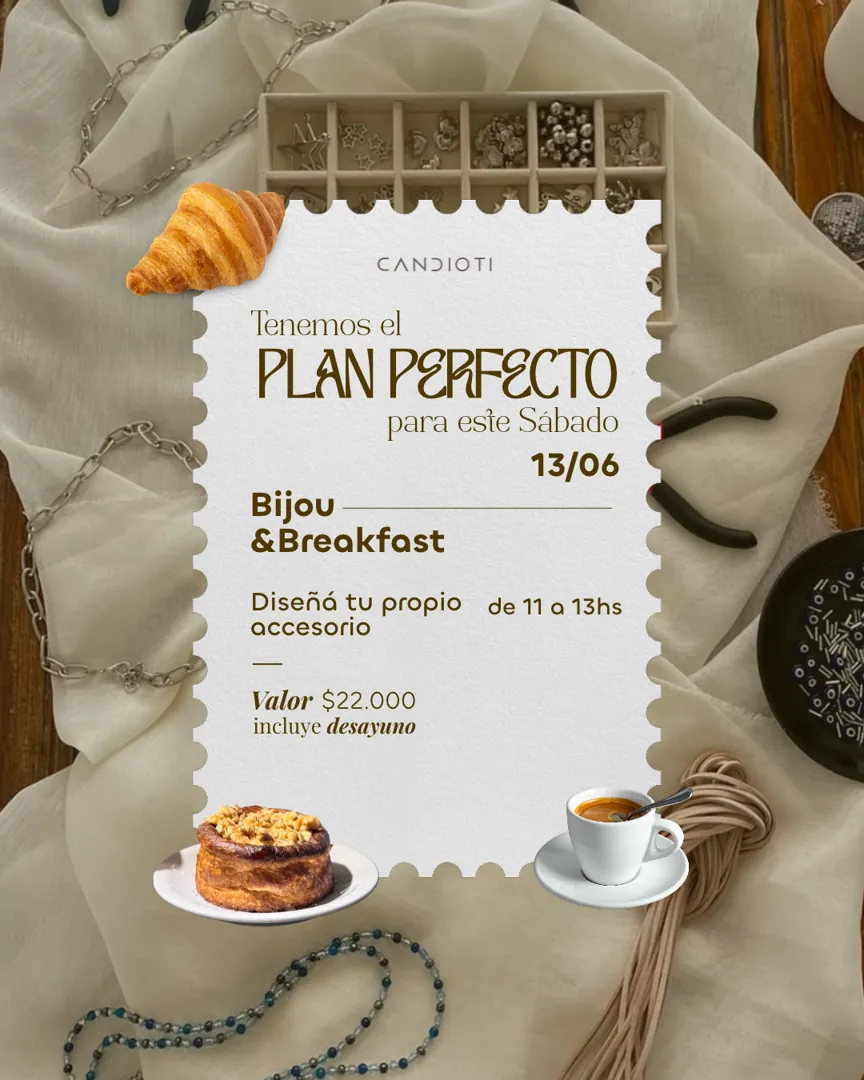 CANDIOTI
Tenemos el
PLAN PERFECTO
para este Sábado
13/06
Bijou
&Breakfast
Diseñá tu propio
accesorio
de 11 a 13hs
Valor $22.000
incluye desayuno